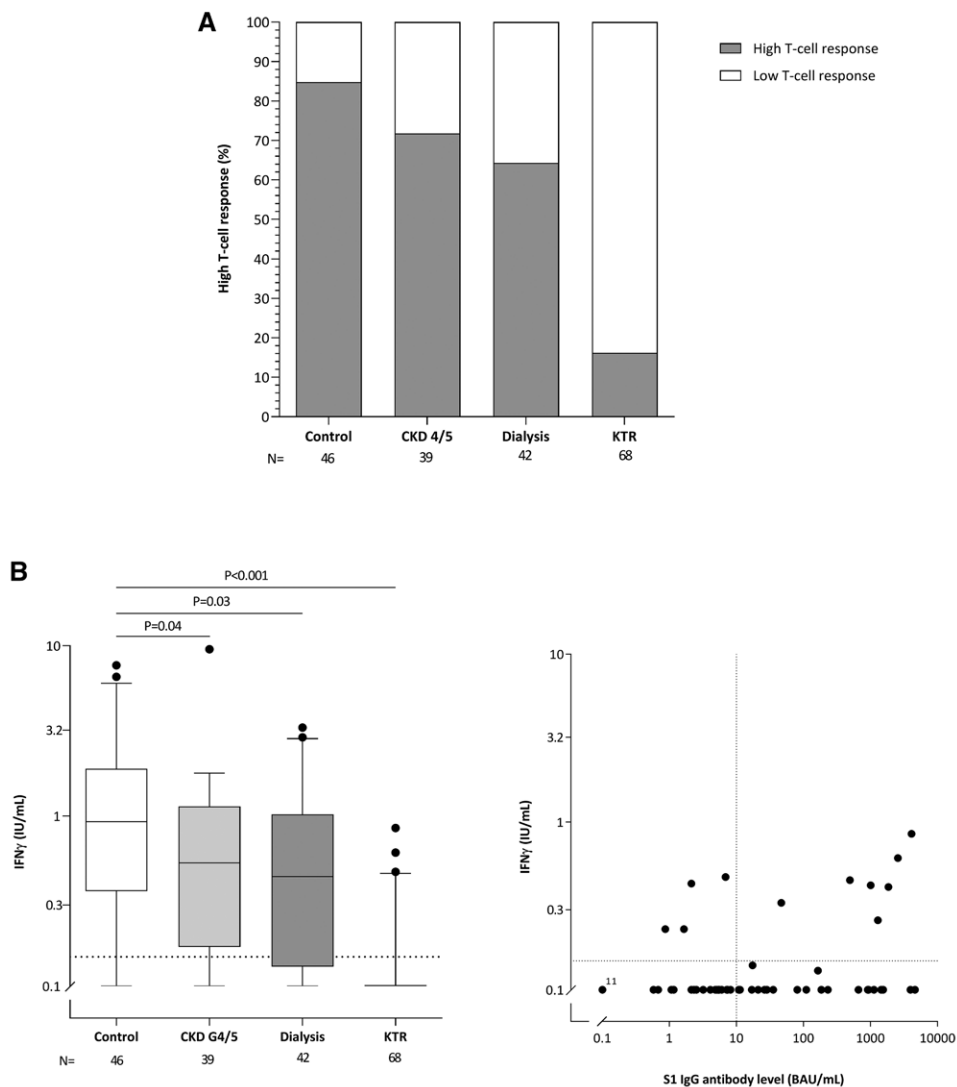 A
100
90
80
70
60
50
40
30
20
10
0
High T-cell response (%)
High T-cell response
Low T-cell response
Control CKD 4/5 Dialysis KTR
N= 46 39 42 68
B
P<0.001
P=0.03
P=0.04
10
3.2
1
0.3
0.1
IFNγ (IU/mL)
Control CKD G4/5 Dialysis KTR
N= 46 39 42 68
10
3.2
1
0.3
0.1
IFNγ (IU/mL)
11
0.1 1 10 100 1000 10000
S1 IgG antibody level (BAU/mL)